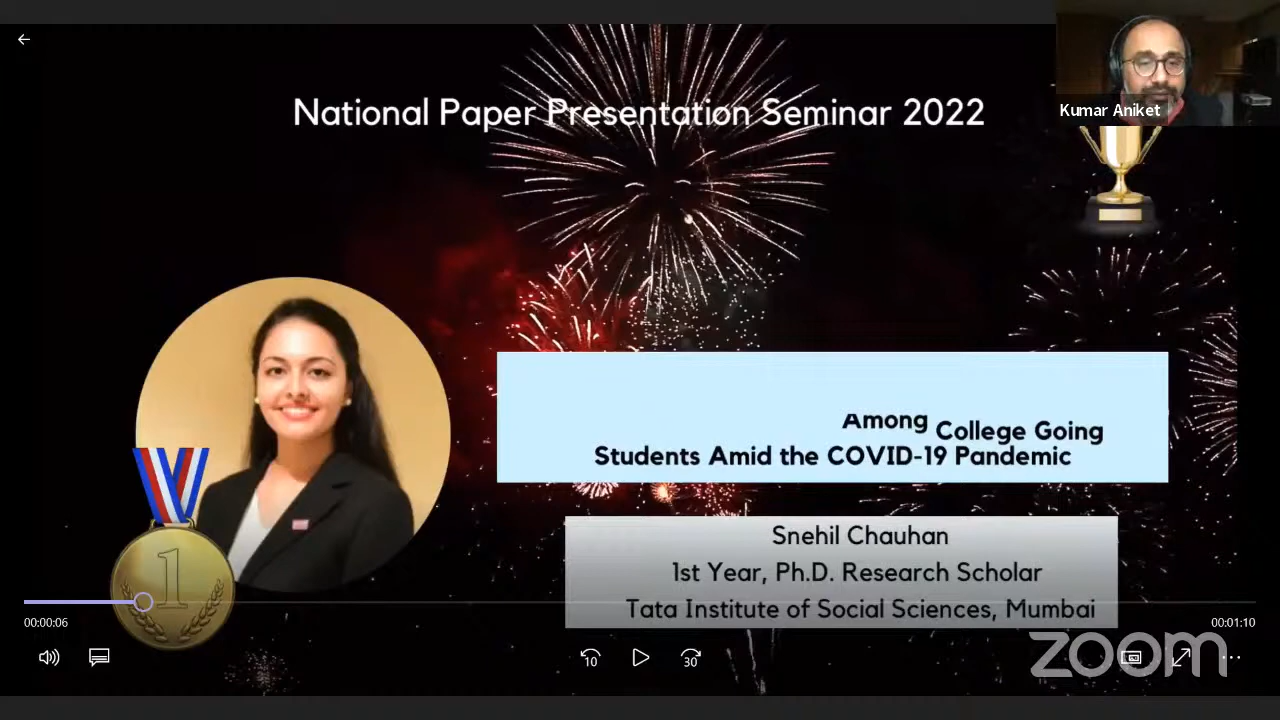 National Paper Presentation Seminar 2022
Kumar Aniket
Among College Going
Students Amid the COVID-19 Pandemic
1
Snehil Chauhan
1st Year, Ph.D. Research Scholar
Tata Institute of Social Sciences, Mumbai
00:00:06
00:01:10
10
30
zoom